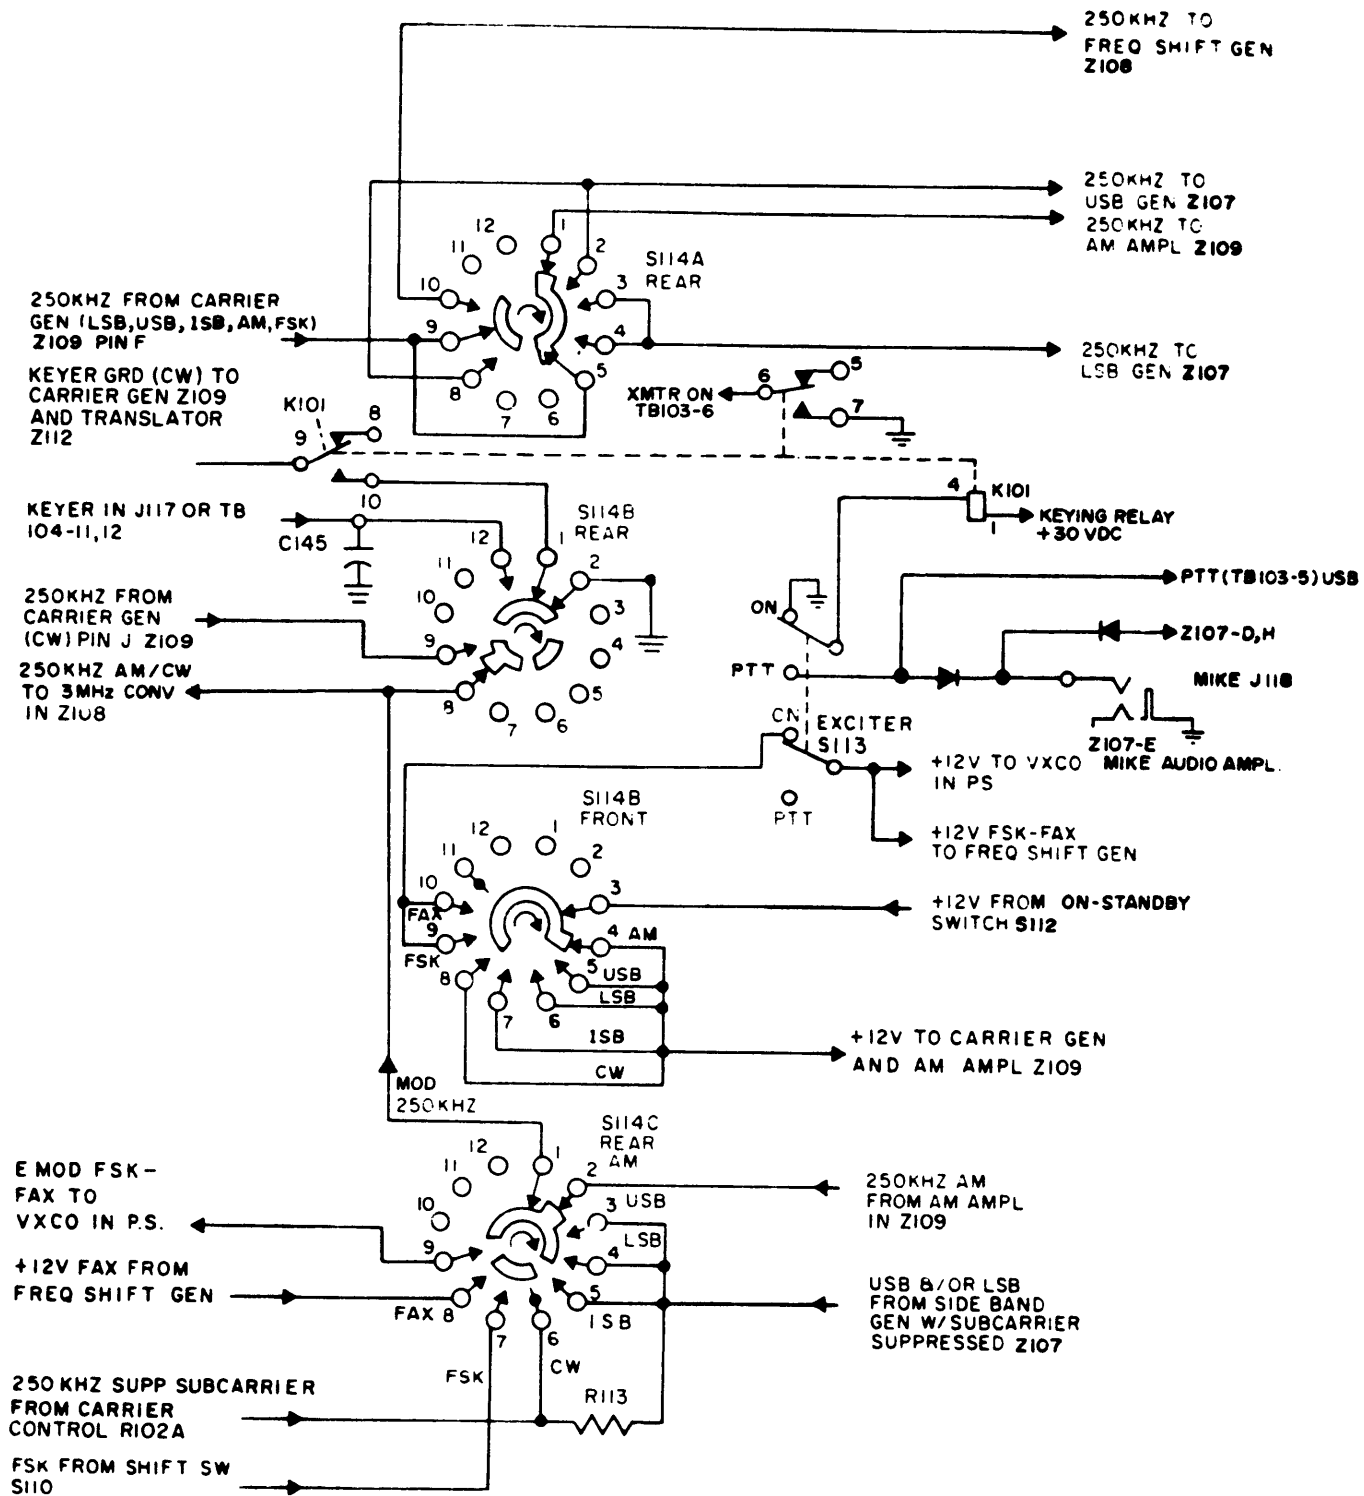 250KHZ TO
FREQ SHIFT GEN
Z108
250KHZ TO
USB GEN Z107
250KHZ TO
AM AMPL Z109
12
1
11
2
S114A
REAR
10
3
250KHZ FROM CARRIER
GEN (LSB, USB, ISB, AM, FSK)
Z109 PIN F
9
4
8
5
7
6
250KHZ TO
LSB GEN Z107
KEYER GRD (CW) TO
CARRIER GEN Z109
AND TRANSLATOR
Z112
K101
8
9
10
XMTR ON
TB103-6
6
5
7
KEYER IN J117 OR TB
104-11,12
C145
S114B
REAR
12
1
2
11
3
10
4
9
5
8
7
6
4
K101
1
KEYING RELAY
+30 VDC
250KHZ FROM
CARRIER GEN
(CW) PIN J Z109
250KHZ AM/CW
TO 3MHz CONV
IN Z108
ON
PTT
PTT (TB103-5) USB
Z107-D,H
MIKE J118
Z107-E
MIKE AUDIO AMPL.
ON
EXCITER
S113
PTT
+12V TO VXCO
IN PS
+12V FSK-FAX
TO FREQ SHIFT GEN
S114B
FRONT
12
1
11
2
10
3
FAX
9
4 AM
FSK
8
5
USB
LSB
7
6
ISB
CW
+12V FROM ON-STANDBY
SWITCH S112
+12V TO CARRIER GEN
AND AM AMPL Z109
MOD
250KHZ
S114C
REAR
AM
12
1
2
11
3
USB
10
LSB
4
9
5
ISB
FAX 8
7
6
FSK
CW
E MOD FSK-
FAX TO
VXCO IN P.S.
+12V FAX FROM
FREQ SHIFT GEN
250KHZ AM
FROM AM AMPL
IN Z109
USB &/OR LSB
FROM SIDE BAND
GEN W/SUBCARRIER
SUPPRESSED Z107
250 KHZ SUPP SUBCARRIER
FROM CARRIER
CONTROL R102A
R113
FSK FROM SHIFT SW
S110